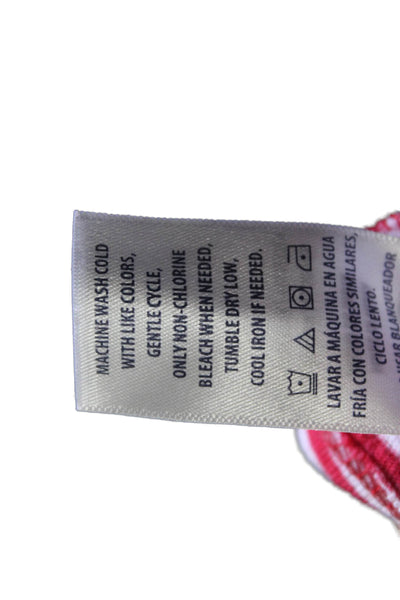 MACHINE WASH COLD
WITH LIKE COLORS,
GENTLE CYCLE,
ONLY NON-CHLORINE
BLEACH WHEN NEEDED,
TUMBLE DRY LOW,
COOL IRON IF NEEDED.
LAVAR A MÁQUINA EN AGUA
FRÍA CON COLORES SIMILARES,
CICLO LENTO.
BLANQUEADOR